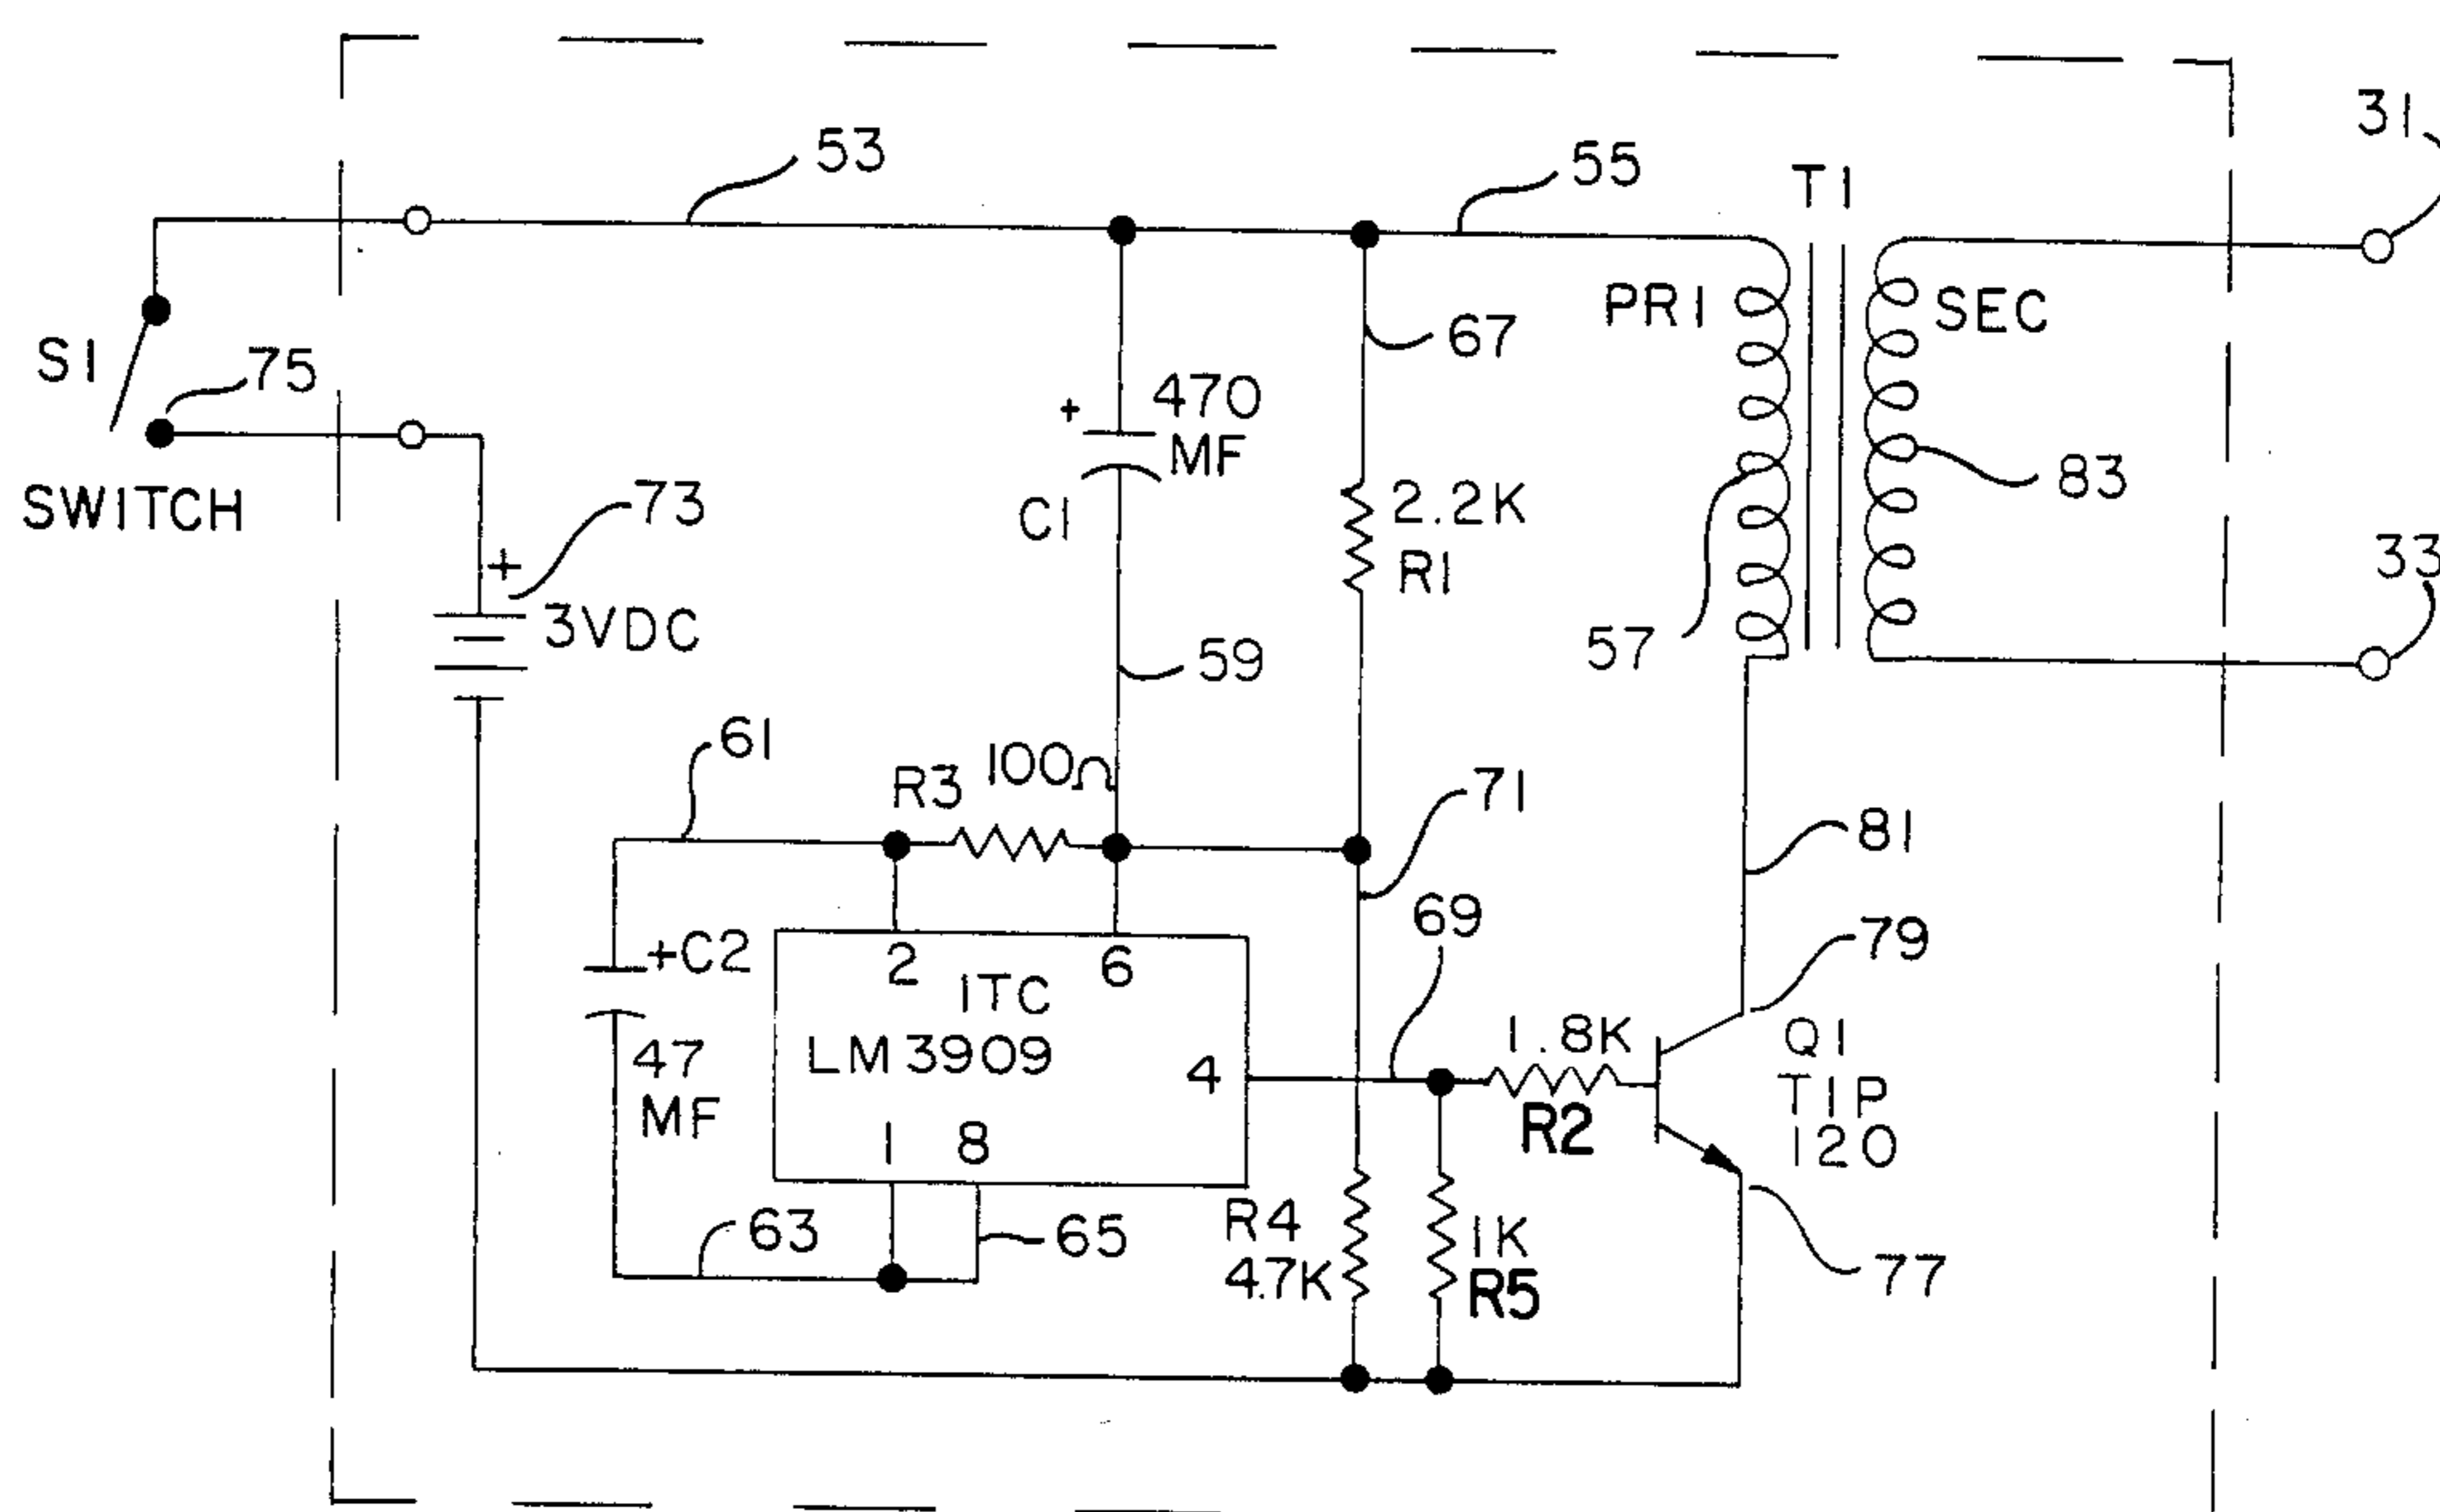 53
55
T1
31
PRI
SEC
S1
75
67
+
470
MF
C1
2.2K
R1
83
SWITCH
73
+
3VDC
57
33
59
61
R3
100Ω
71
81
69
79
+C2
47
MF
2
6
ITC
LM 3909
4
1
8
1.8K
R2
Q1
TIP
120
63
65
R4
4.7K
1K
R5
77